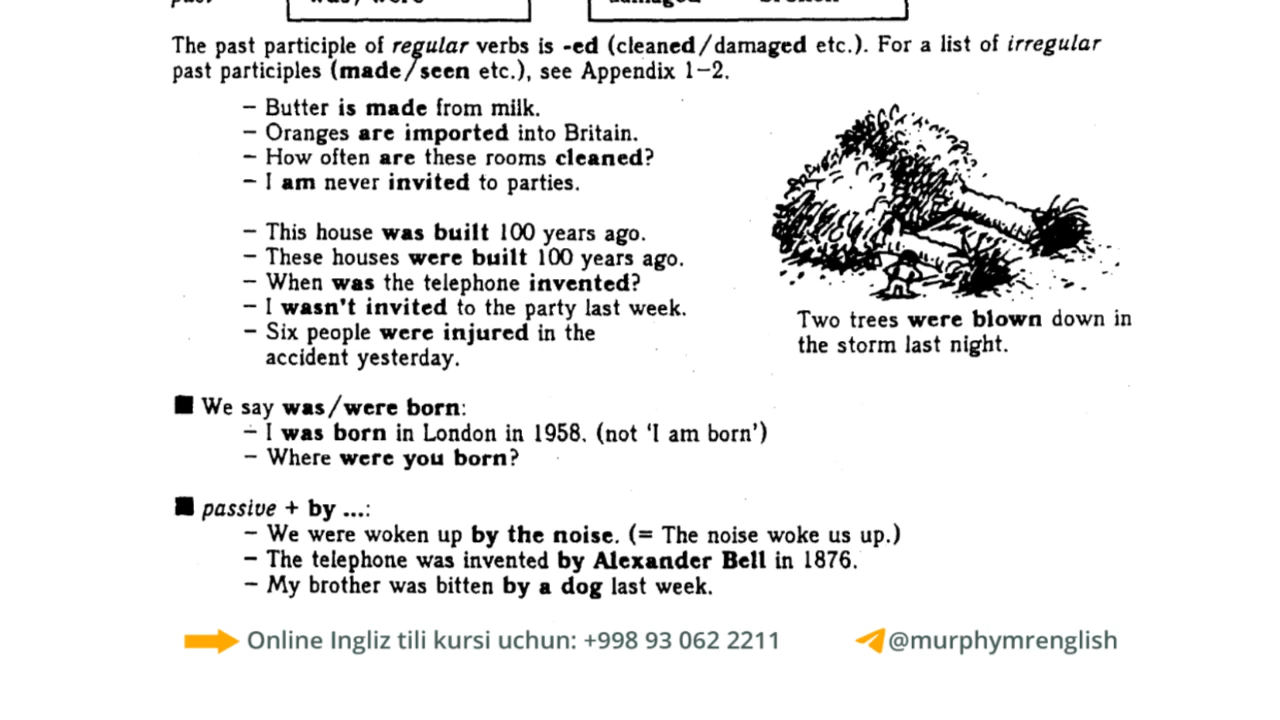 The past participle of regular verbs is -ed (cleaned/damaged etc.). For a list of irregular
past participles (made/seen etc.), see Appendix 1–2.
– Butter is made from milk.
– Oranges are imported into Britain.
– How often are these rooms cleaned?
– I am never invited to parties.
– This house was built 100 years ago.
– These houses were built 100 years ago.
– When was the telephone invented?
– I wasn't invited to the party last week.
– Six people were injured in the
accident yesterday.
Two trees were blown down in
the storm last night.
■ We say was/were born:
– I was born in London in 1958. (not ‘I am born’)
– Where were you born?
■ passive + by ...:
– We were woken up by the noise. (= The noise woke us up.)
– The telephone was invented by Alexander Bell in 1876.
– My brother was bitten by a dog last week.
Online Ingliz tili kursi uchun: +998 93 062 2211
@murphymrenglish